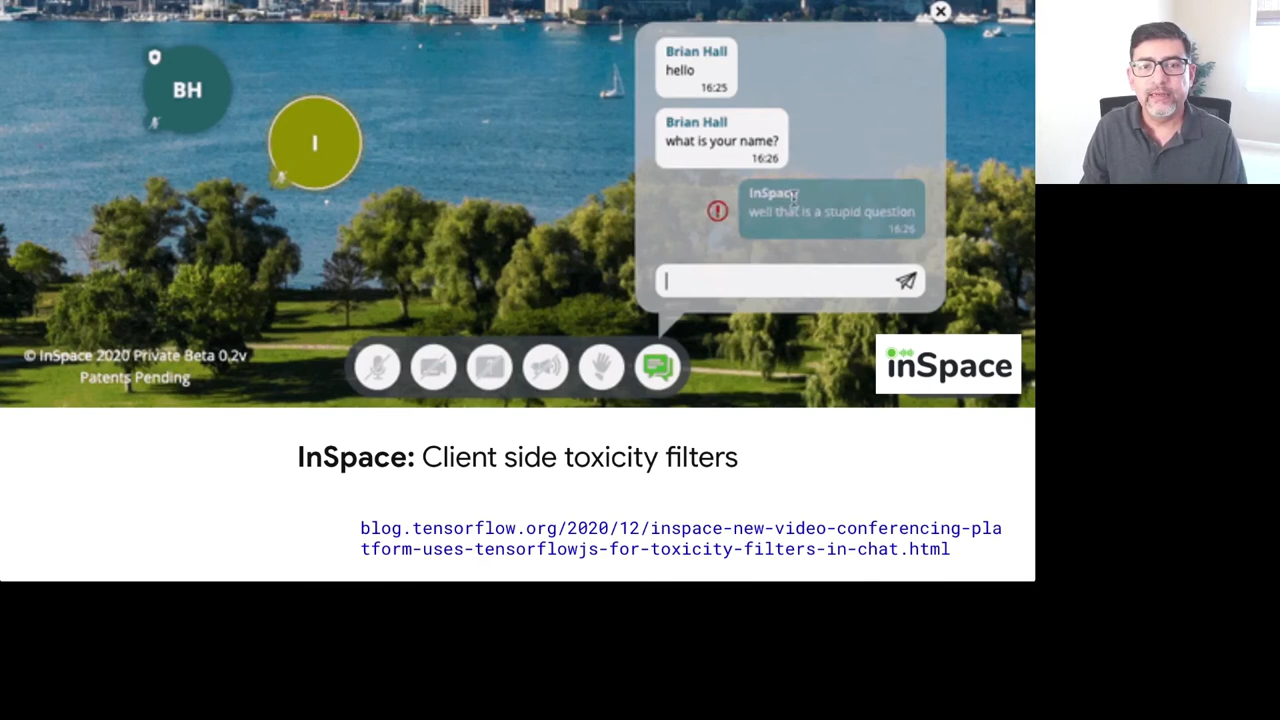 BH
I
Brian Hall
hello
16:25
Brian Hall
what is your name?
16:26
InSpace
well that is a stupid question
16:26
© InSpace 2020 Private Beta 0,2v
Patents Pending
inSpace
InSpace: Client side toxicity filters
blog.tensorflow.org/2020/12/inspace-new-video-conferencing-pla
tform-uses-tensorflowjs-for-toxicity-filters-in-chat.html